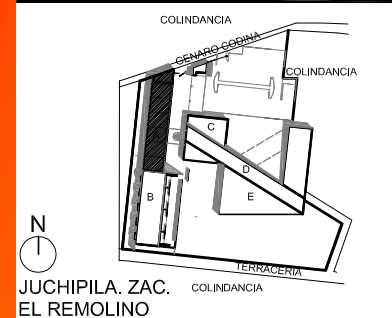 COLINDANCIA
GENARO CODINA
COLINDANCIA
C
D
B
E
N
TERRACERIA
JUCHIPILA. ZAC.
COLINDANCIA
EL REMOLINO